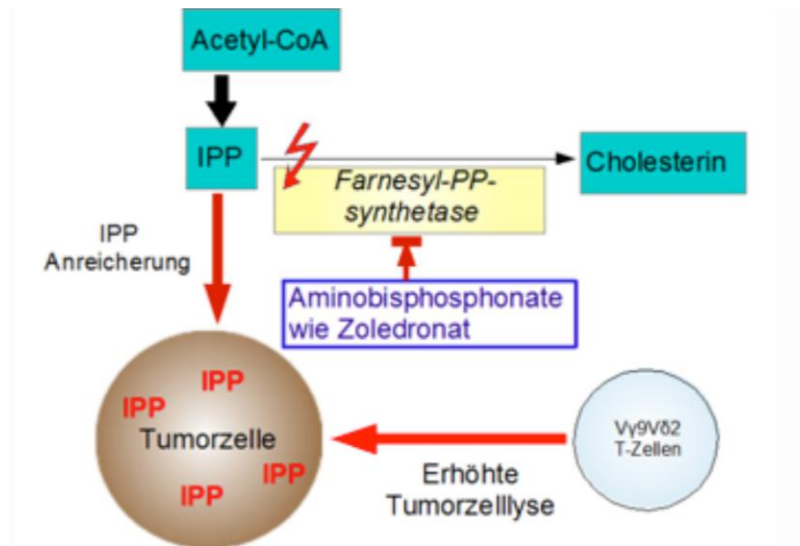 Acetyl-CoA
IPP
Farnesyl-PP-
synthetase
Cholesterin
IPP
Anreicherung
Aminobisphosphonate
wie Zoledronat
IPP
IPP
Tumorzelle
IPP
IPP
Vγ9Vδ2
T-Zellen
Erhöhte
Tumorzelllyse